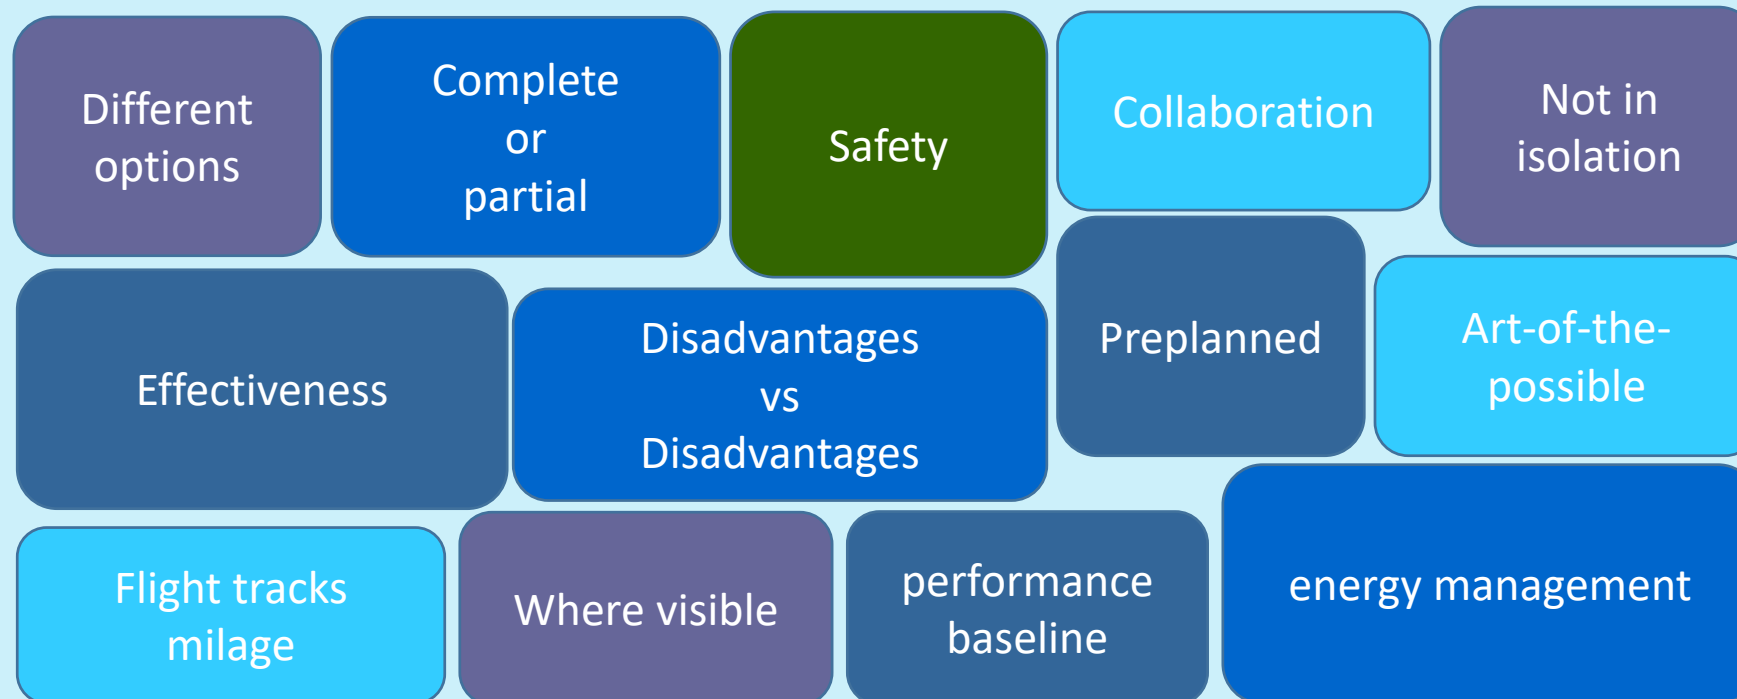 Different
options
Complete
or
partial
Safety
Collaboration
Not in
isolation
Effectiveness
Disadvantages
vs
Disadvantages
Preplanned
Art-of-the-
possible
Flight tracks
milage
Where visible
performance
baseline
energy management